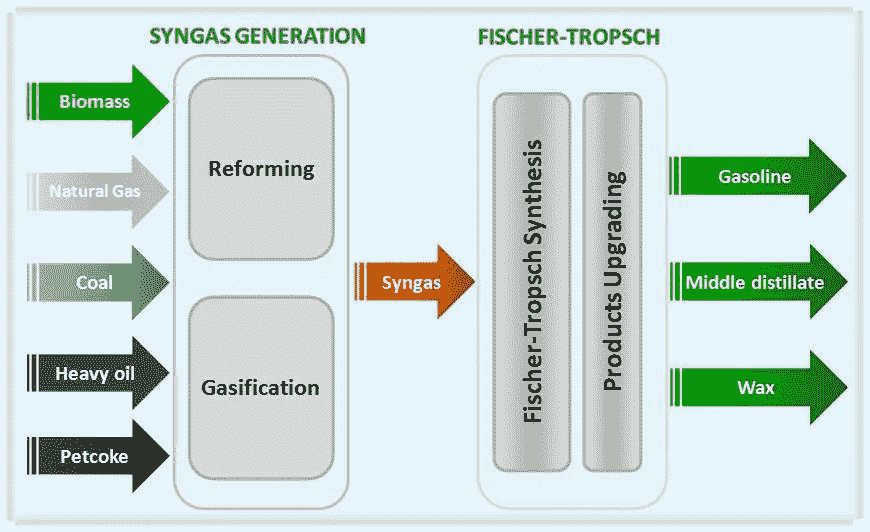 SYNGAS GENERATION
FISCHER-TROPSCH
Biomass
Natural Gas
Coal
Heavy oil
Petcoke
Reforming
Gasification
Syngas
Fischer-Tropsch Synthesis
Products Upgrading
Gasoline
Middle distillate
Wax